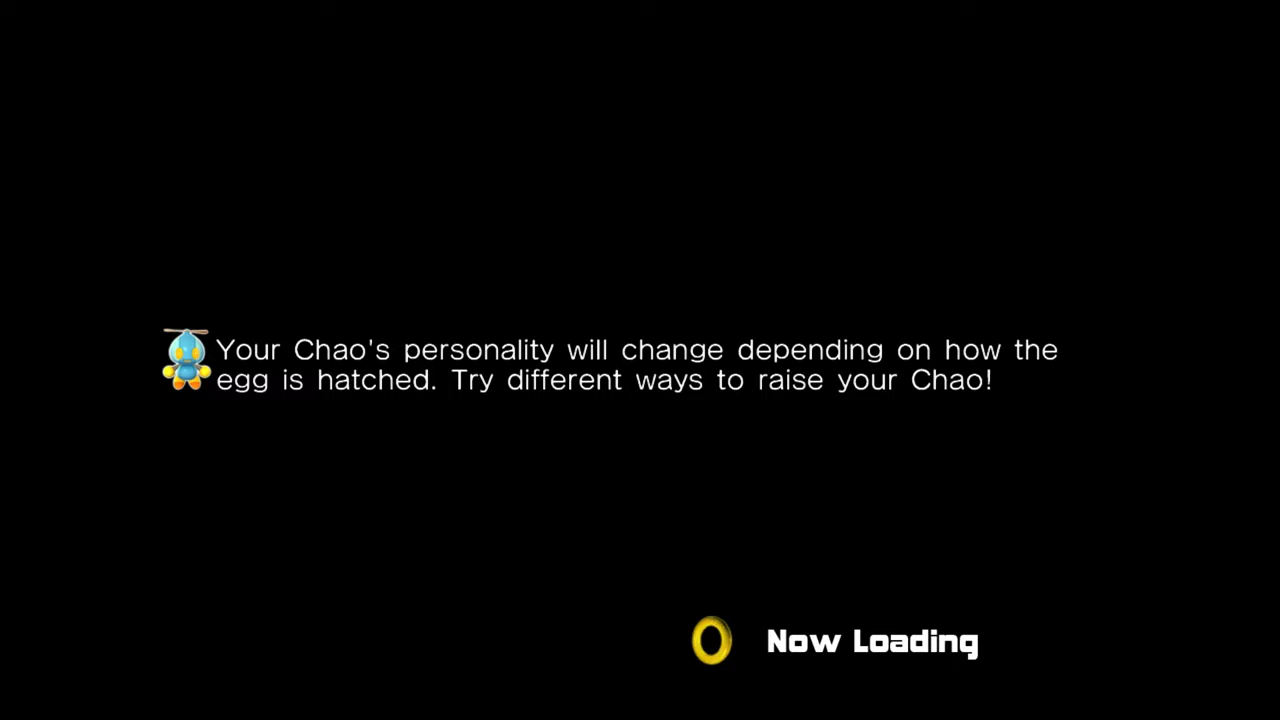 Your Chao's personality will change depending on how the
egg is hatched. Try different ways to raise your Chao!
Now Loading